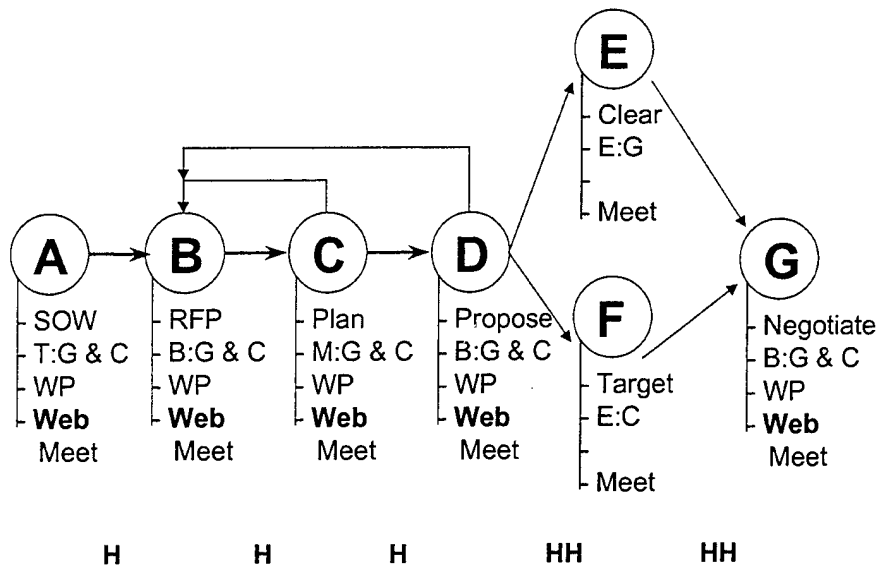 A
SOW
T:G & C
WP
Web
Meet
B
RFP
B:G & C
WP
Web
Meet
C
Plan
M:G & C
WP
Web
Meet
D
Propose
B:G & C
WP
Web
Meet
E
Clear
E:G
Meet
F
Target
E:C
Meet
G
Negotiate
B:G & C
WP
Web
Meet
H H H HH HH